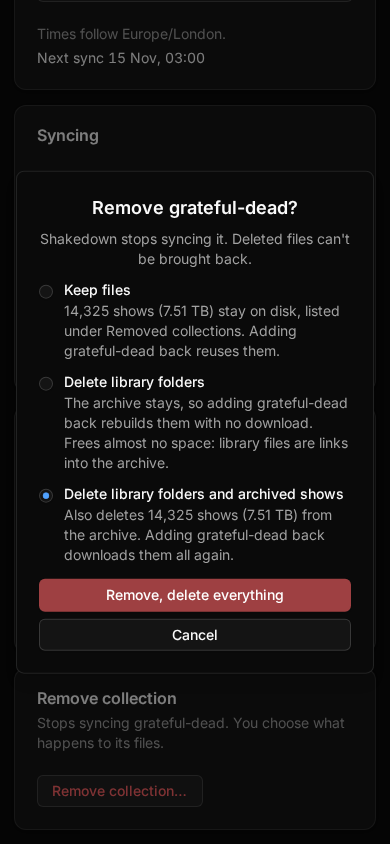 Times follow Europe/London.
Next sync 15 Nov, 03:00
Syncing
Remove grateful-dead?
Shakedown stops syncing it. Deleted files can't
be brought back.
Keep files
14,325 shows (7.51 TB) stay on disk, listed
under Removed collections. Adding
grateful-dead back reuses them.
Delete library folders
The archive stays, so adding grateful-dead
back rebuilds them with no download.
Frees almost no space: library files are links
into the archive.
Delete library folders and archived shows
Also deletes 14,325 shows (7.51 TB) from
the archive. Adding grateful-dead back
downloads them all again.
Remove, delete everything
Cancel
Remove collection
Stops syncing grateful-dead. You choose what
happens to its files.
Remove collection...